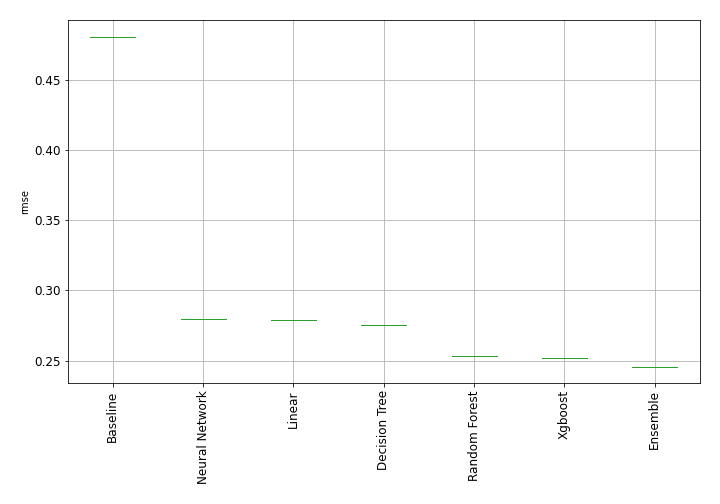 0.45
0.40
0.35
0.30
0.25
rmse
Baseline
Neural Network
Linear
Decision Tree
Random Forest
Xgboost
Ensemble